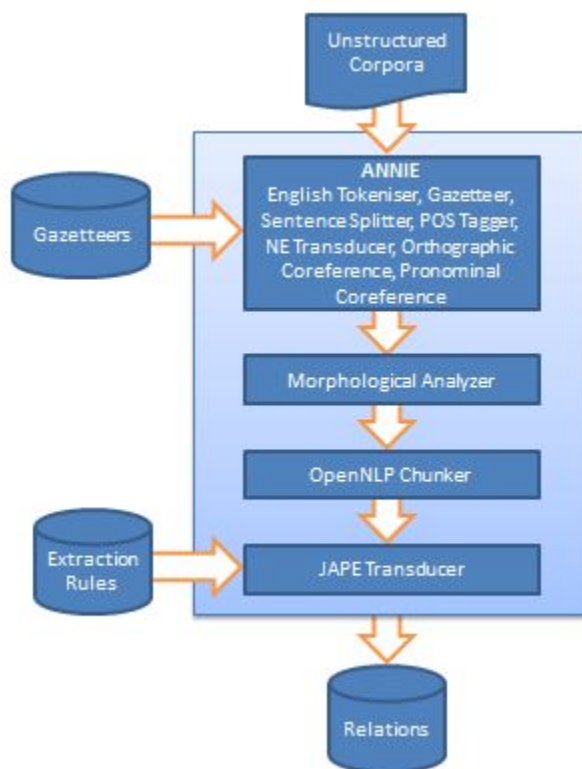 Unstructured
Corpora
ANNIE
English Tokeniser, Gazetteer,
Sentence Splitter, POS Tagger,
NE Transducer, Orthographic
Coreference, Pronominal
Coreference
Gazetteers
Morphological Analyzer
OpenNLP Chunker
Extraction
Rules
JAPE Transducer
Relations